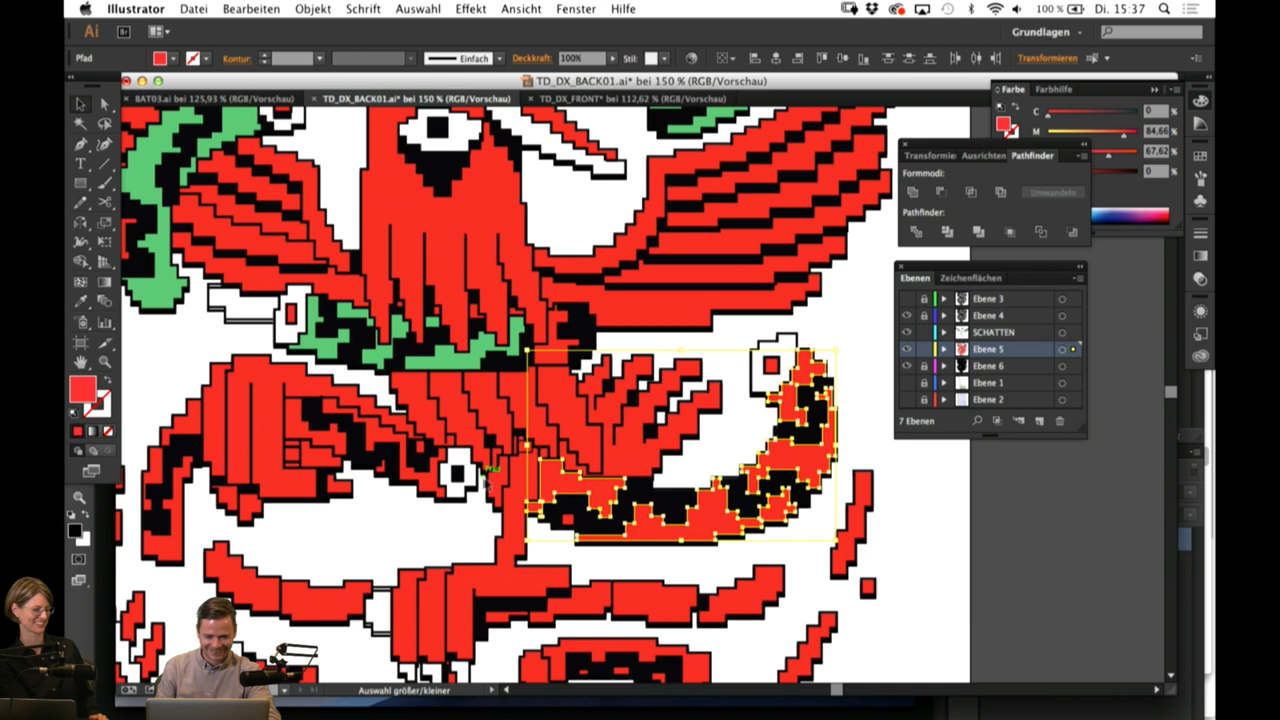 Illustrator Datei Bearbeiten Objekt Schrift Auswahl Effekt Ansicht Fenster Hilfe 100 % Di. 15:37
Ai Br Grundlagen
Pfad Kontur: Einfach Deckkraft: 100% Stil: Transformieren
TD_DX_BACK01.ai* bei 150 % (RGB/Vorschau)
BAT03.ai bei 125,93 % (RGB/Vorschau) TD_DX_BACK01.ai* bei 150 % (RGB/Vorschau) TD_DX_FRONT* bei 112,62 % (RGB/Vorschau)
Farbe Farbhilfe
C 0 %
M 84,66 %
67,62 %
0 %
Transformie Ausrichten Pathfinder
Formmodi:
Umwandeln
Pathfinder:
Ebenen Zeichenflächen
Ebene 3
Ebene 4
SCHATTEN
Ebene 5
Ebene 6
Ebene 1
Ebene 2
7 Ebenen
Pfad
Auswahl größer/kleiner